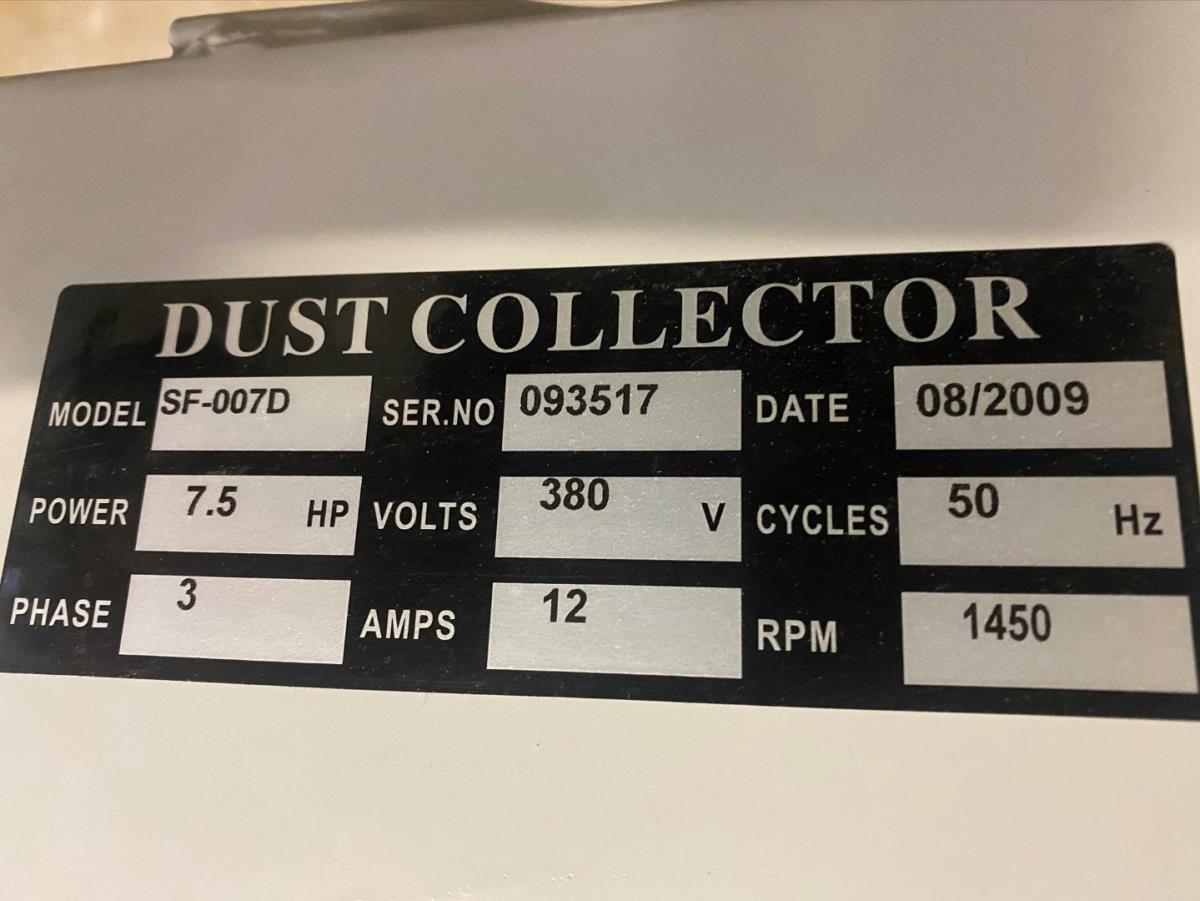 DUST COLLECTOR
MODEL SF-007D SER.NO 093517 DATE 08/2009
POWER 7.5 HP VOLTS 380 V CYCLES 50 Hz
PHASE 3 AMPS 12 RPM 1450